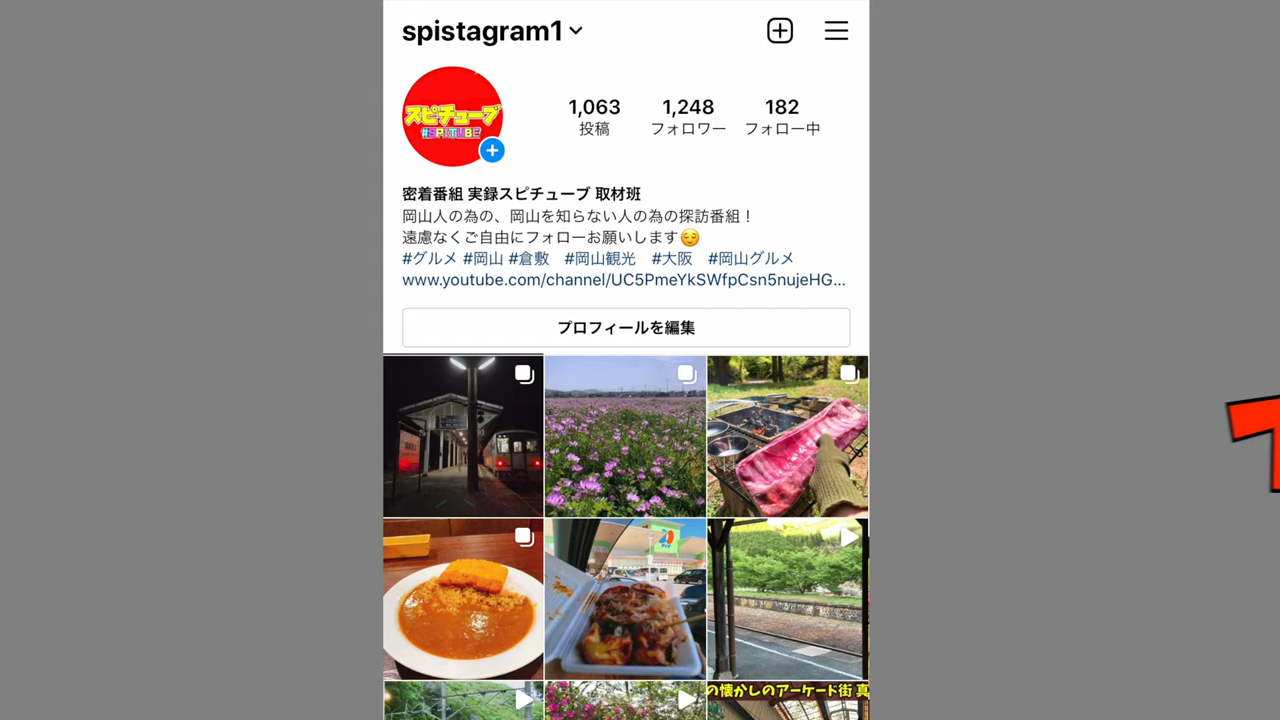 spistagram1
スピチューブ
#SPITUBE
1,063
投稿
1,248
フォロワー
182
フォロー中
密着番組 実録スピチューブ 取材班
岡山人の為の、岡山を知らない人の為の探訪番組！
遠慮なくご自由にフォローお願いします😌
#グルメ #岡山 #倉敷　#岡山観光　#大阪　#岡山グルメ
www.youtube.com/channel/UC5PmeYkSWfpCsn5nujeHG...
プロフィールを編集
の懐かしのアーケード街 真